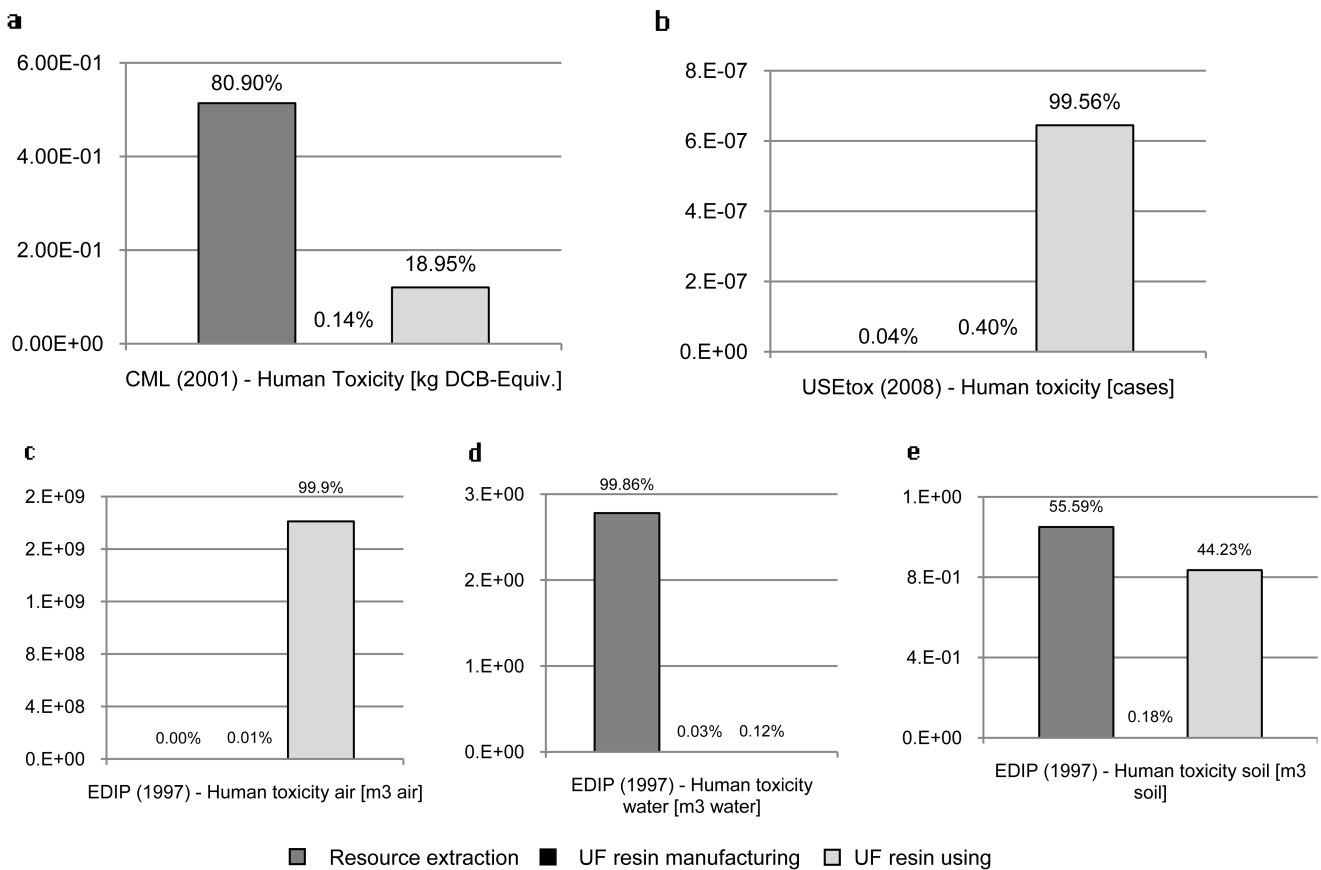 a
6.00E-01
80.90%
4.00E-01
2.00E-01
18.95%
0.14%
0.00E+00
CML (2001) - Human Toxicity [kg DCB-Equiv.]
b
8.E-07
99.56%
6.E-07
4.E-07
2.E-07
0.04%
0.40%
0.E+00
USEtox (2008) - Human toxicity [cases]
c
99.9%
2.E+09
2.E+09
1.E+09
8.E+08
4.E+08
0.00%
0.01%
0.E+00
EDIP (1997) - Human toxicity air [m3 air]
d
99.86%
3.E+00
2.E+00
1.E+00
0.03%
0.12%
0.E+00
EDIP (1997) - Human toxicity
water [m3 water]
e
1.E+00
55.59%
44.23%
8.E-01
4.E-01
0.18%
0.E+00
EDIP (1997) - Human toxicity soil [m3
soil]
Resource extraction
UF resin manufacturing
UF resin using